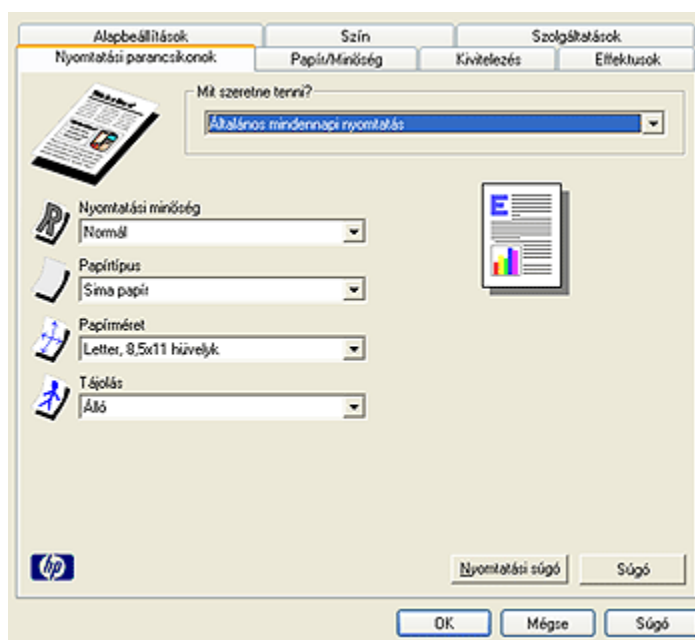 Alapbeállítások Szín Szolgáltatások
Nyomtatási parancsikonok Papír/Minőség Kivitelezés Effektusok
Mit szeretne tenni?
Általános mindennapi nyomtatás
Nyomtatási minőség
Normál
Papírtípus
Sima papír
Papírméret
Letter, 8,5x11 hüvelyk
Tájolás
Álló
hp
Nyomtatási súgó Súgó
OK Mégse Súgó